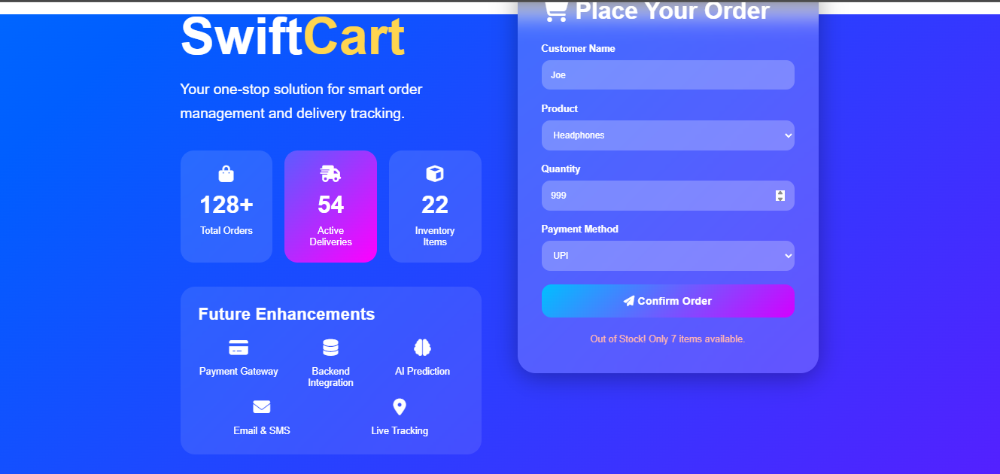 SwiftCart
Your one-stop solution for smart order
management and delivery tracking.
128+
Total Orders
54
Active
Deliveries
22
Inventory
Items
Future Enhancements
Payment Gateway
Backend
Integration
AI Prediction
Email & SMS
Live Tracking
Place Your Order
Customer Name
Joe
Product
Headphones
Quantity
999
Payment Method
UPI
Confirm Order
Out of Stock! Only 7 items available.